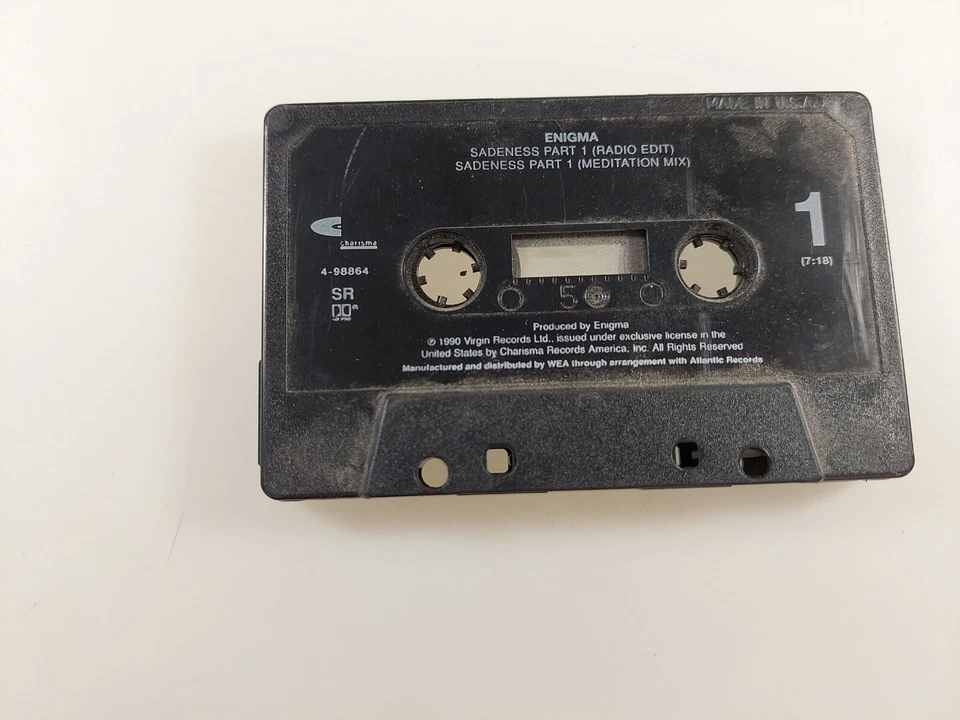 MADE IN U.S.A.
ENIGMA
SADENESS PART 1 (RADIO EDIT)
SADENESS PART 1 (MEDITATION MIX)
1
(7:18)
charisma
4-98864
SR
5
Produced by Enigma
℗ 1990 Virgin Records Ltd., issued under exclusive license in the
United States by Charisma Records America, Inc. All Rights Reserved
Manufactured and distributed by WEA through arrangement with Atlantic Records